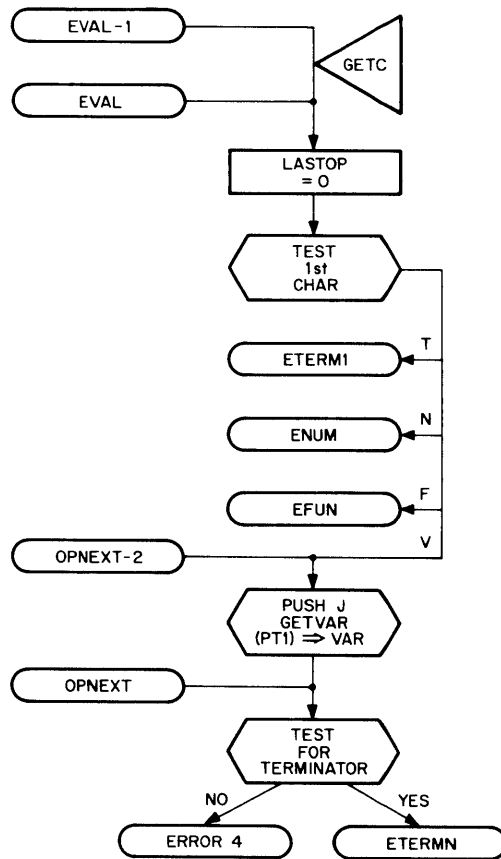 EVAL-1
GETC
EVAL
LASTOP
= 0
TEST
1st
CHAR
T
ETERM1
N
ENUM
F
EFUN
V
OPNEXT-2
PUSH J
GETVAR
(PT1) ⇒ VAR
OPNEXT
TEST
FOR
TERMINATOR
NO
YES
ERROR 4
ETERMN